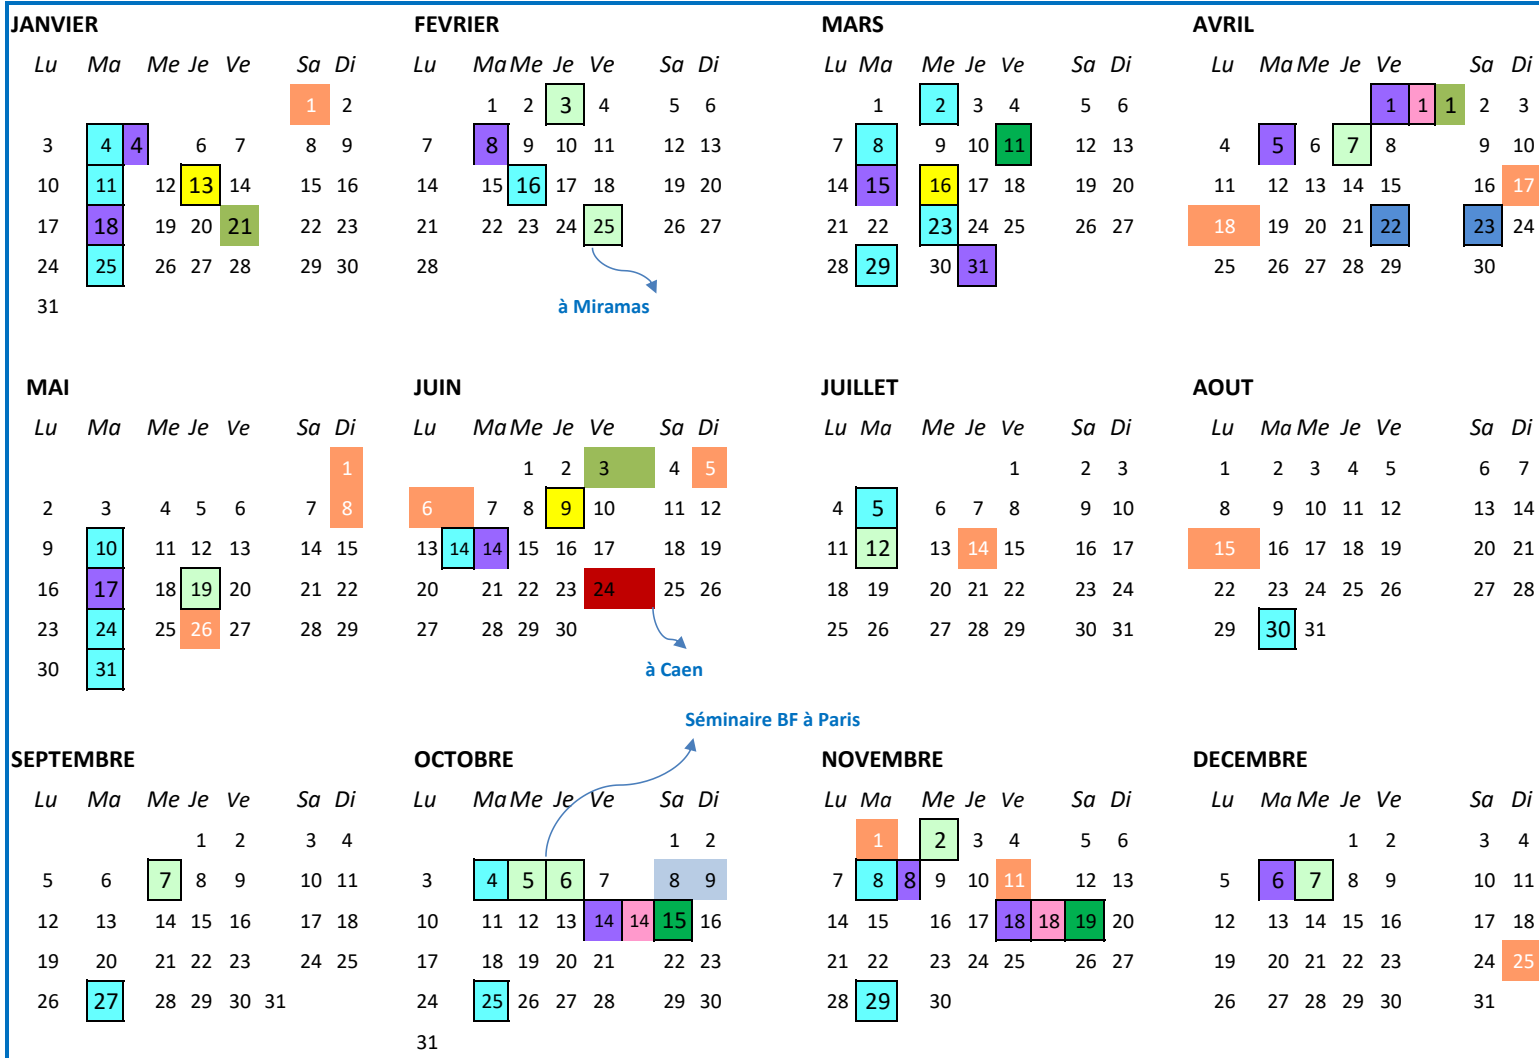 JANVIER FEVRIER MARS AVRIL
Lu Ma Me Je Ve Sa Di Lu Ma Me Je Ve Sa Di Lu Ma Me Je Ve Sa Di Lu Ma Me Je Ve Sa Di
1 2 1 2 3 4 5 6 1 2 3 4 5 6 1 1 1 2 3
3 4 4 6 7 8 9 7 8 9 10 11 12 13 7 8 9 10 11 12 13 4 5 6 7 8 9 10
10 11 12 13 14 15 16 14 15 16 17 18 19 20 14 15 16 17 18 19 20 11 12 13 14 15 16 17
17 18 19 20 21 22 23 21 22 23 24 25 26 27 21 22 23 24 25 26 27 18 19 20 21 22 23 24
24 25 26 27 28 29 30 28 28 29 30 31 25 26 27 28 29 30
31 à Miramas
MAI JUIN JUILLET AOUT
Lu Ma Me Je Ve Sa Di Lu Ma Me Je Ve Sa Di Lu Ma Me Je Ve Sa Di Lu Ma Me Je Ve Sa Di
1 1 2 3 4 5 1 2 3 1 2 3 4 5 6 7
2 3 4 5 6 7 8 6 7 8 9 10 11 12 4 5 6 7 8 9 10 8 9 10 11 12 13 14
9 10 11 12 13 14 15 13 14 14 15 16 17 18 19 11 12 13 14 15 16 17 15 16 17 18 19 20 21
16 17 18 19 20 21 22 20 21 22 23 24 25 26 18 19 20 21 22 23 24 22 23 24 25 26 27 28
23 24 25 26 27 28 29 27 28 29 30 25 26 27 28 29 30 31 29 30 31
30 31 à Caen
Séminaire BF à Paris
SEPTEMBRE OCTOBRE NOVEMBRE DECEMBRE
Lu Ma Me Je Ve Sa Di Lu Ma Me Je Ve Sa Di Lu Ma Me Je Ve Sa Di Lu Ma Me Je Ve Sa Di
1 2 3 4 1 2 1 2 3 4 5 6 1 2 3 4
5 6 7 8 9 10 11 3 4 5 6 7 8 9 7 8 8 9 10 11 12 13 5 6 7 8 9 10 11
12 13 14 15 16 17 18 10 11 12 13 14 14 15 16 14 15 16 17 18 18 19 20 12 13 14 15 16 17 18
19 20 21 22 23 24 25 17 18 19 20 21 22 23 21 22 23 24 25 26 27 19 20 21 22 23 24 25
26 27 28 29 30 31 24 25 26 27 28 29 30 28 29 30 26 27 28 29 30 31
31